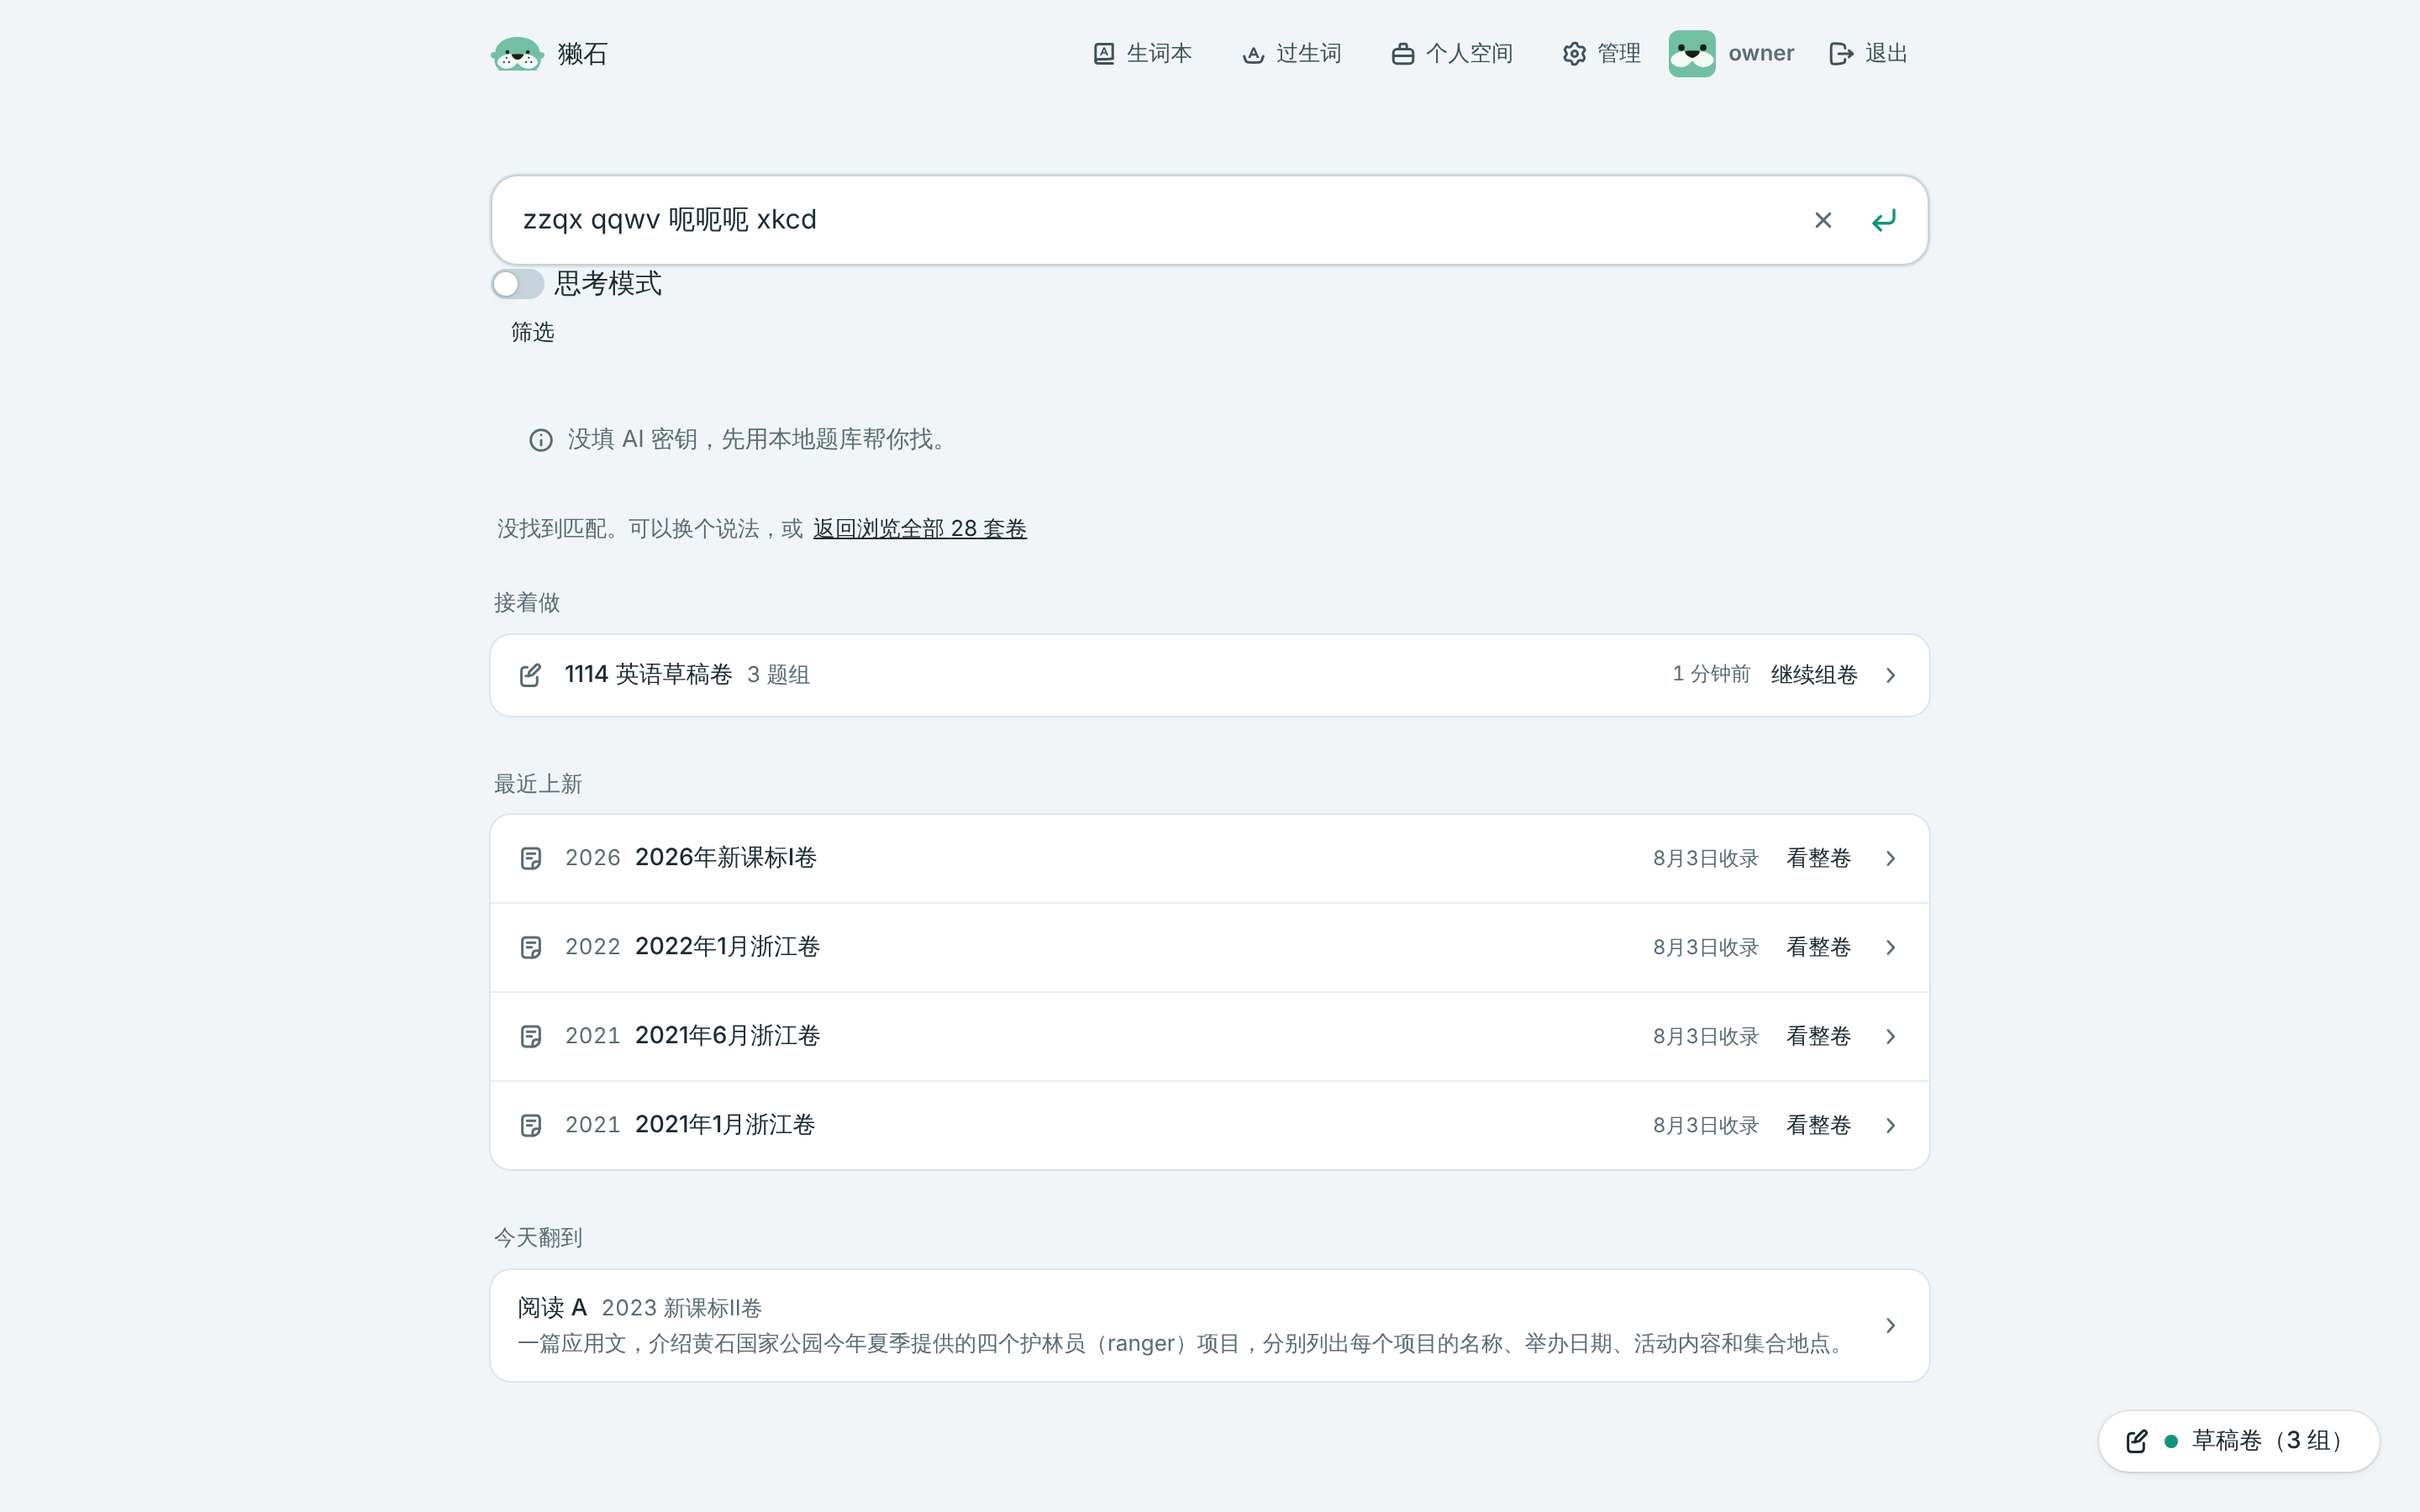 獭石 生词本 过生词 个人空间 管理 owner 退出
zzqx qqwv 呃呃呃 xkcd
思考模式
筛选
没填 AI 密钥，先用本地题库帮你找。
没找到匹配。可以换个说法，或 返回浏览全部 28 套卷
接着做
1114 英语草稿卷 3 题组 1 分钟前 继续组卷
最近上新
2026 2026年新课标I卷 8月3日收录 看整卷
2022 2022年1月浙江卷 8月3日收录 看整卷
2021 2021年6月浙江卷 8月3日收录 看整卷
2021 2021年1月浙江卷 8月3日收录 看整卷
今天翻到
阅读 A 2023 新课标II卷
一篇应用文，介绍黄石国家公园今年夏季提供的四个护林员（ranger）项目，分别列出每个项目的名称、举办日期、活动内容和集合地点。
草稿卷（3 组）